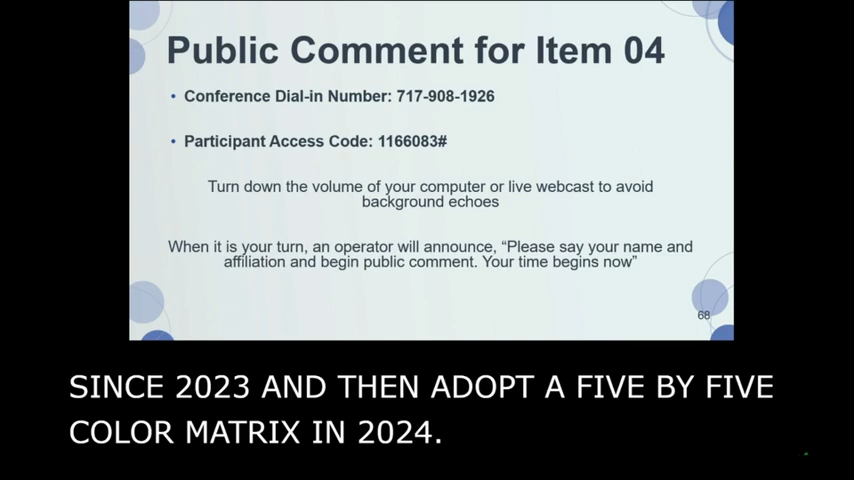 Public Comment for Item 04
• Conference Dial-in Number: 717-908-1926
• Participant Access Code: 1166083#
Turn down the volume of your computer or live webcast to avoid
background echoes
When it is your turn, an operator will announce, “Please say your name and
affiliation and begin public comment. Your time begins now”
68
SINCE 2023 AND THEN ADOPT A FIVE BY FIVE
COLOR MATRIX IN 2024.